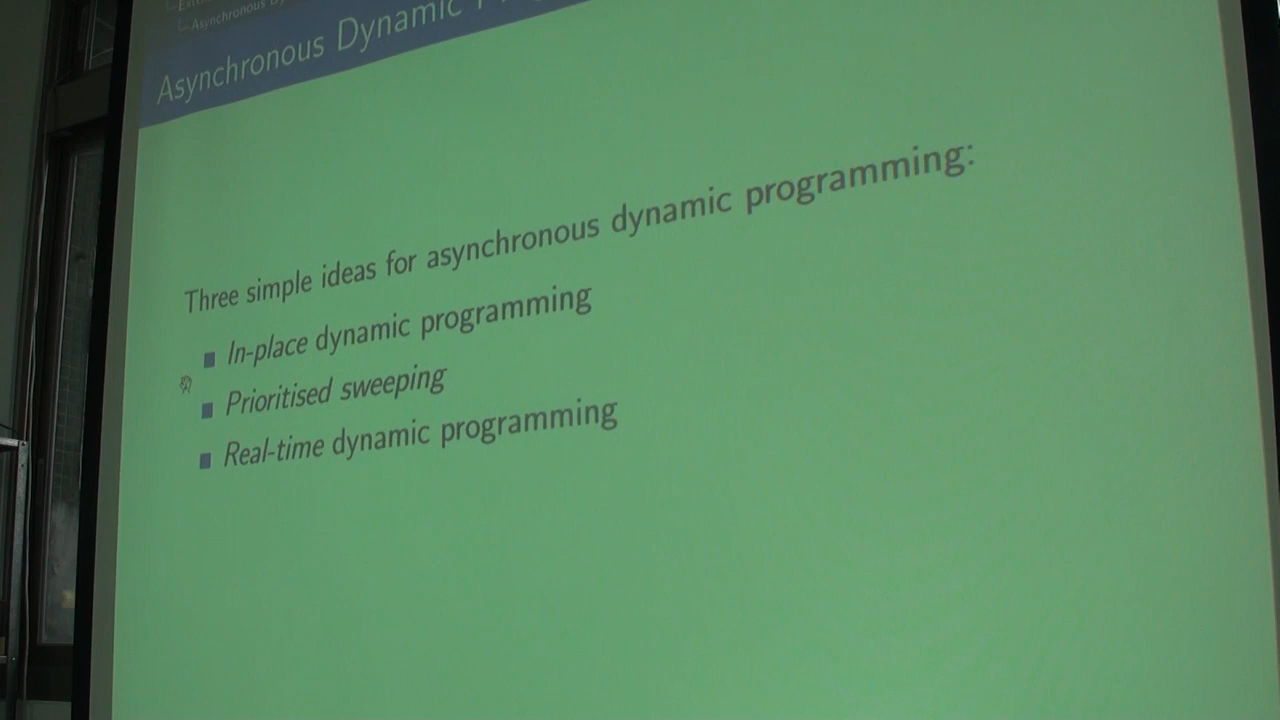 Asynchronous
Asynchronous Dynamic
Three simple ideas for asynchronous dynamic programming:
In-place dynamic programming
Prioritised sweeping
Real-time dynamic programming